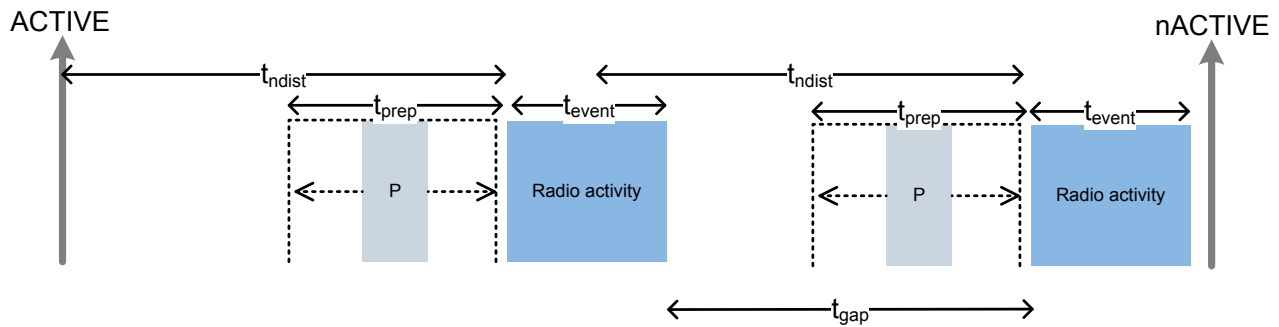 ACTIVE
nACTIVE
tndist
tndist
tprep
tevent
tprep
tevent
P
Radio activity
P
Radio activity
tgap